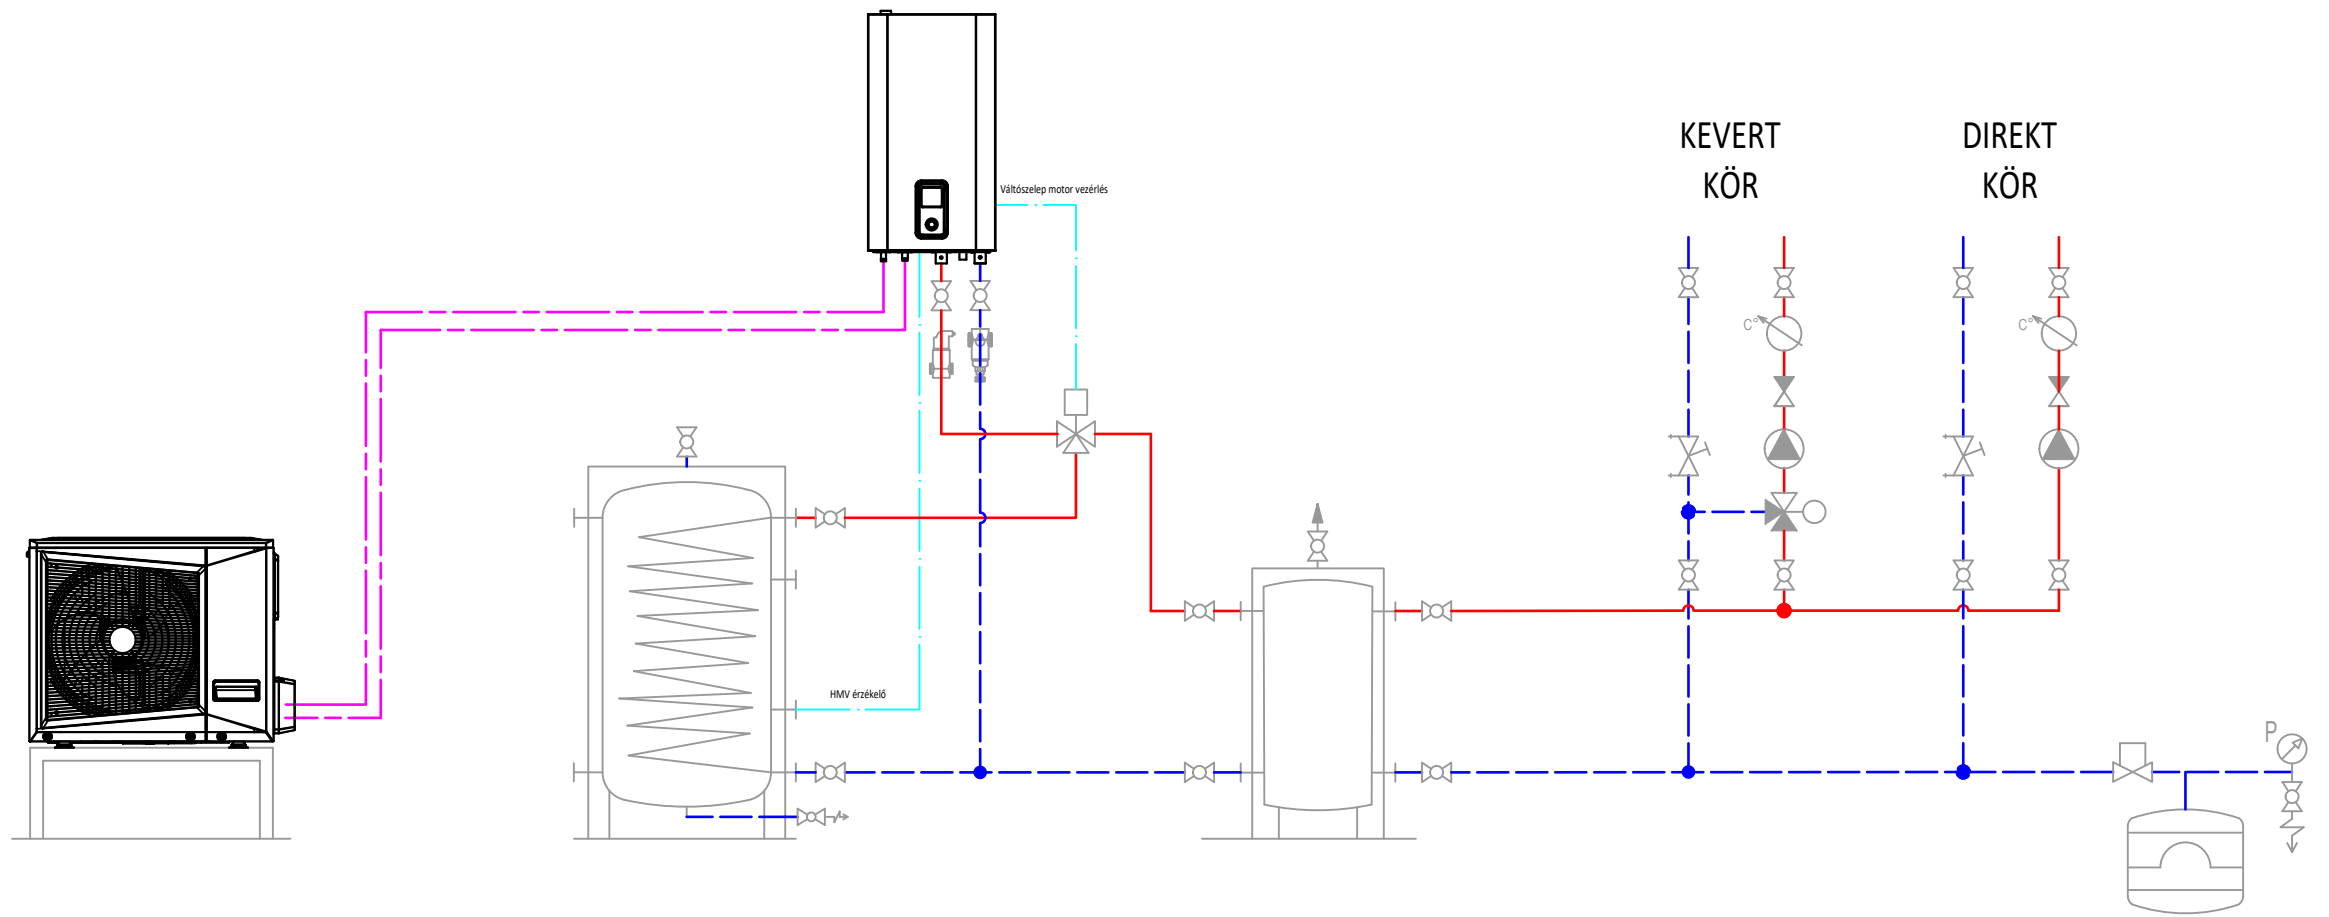 KEVERT
KÖR
DIREKT
KÖR
Váltószelep motor vezérlés
C°
C°
HMV érzékelő
P